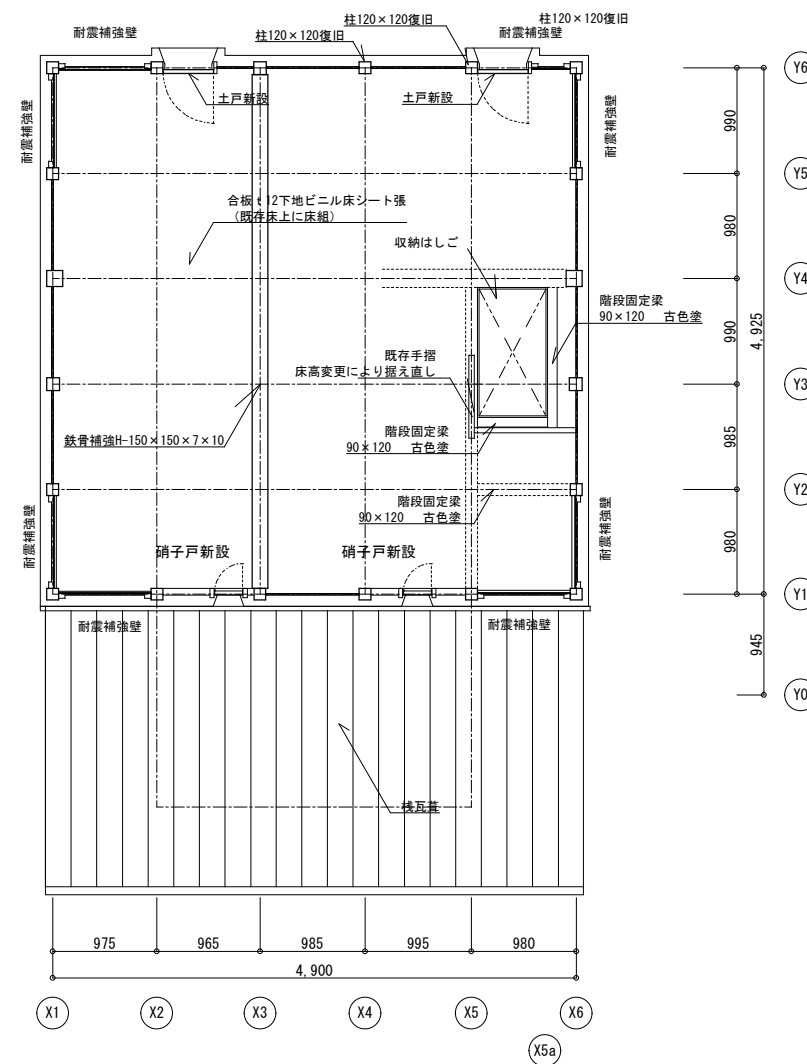 柱120×120復旧
耐震補強壁
柱120×120復旧
柱120×120復旧
耐震補強壁
Y6
土戸新設
土戸新設
耐震補強壁
耐震補強壁
990
Y5
合板ｔ12下地ビニル床シート張
(既存床上に床組)
980
収納はしご
Y4
階段固定梁
90×120 古色塗
990
4,925
既存手摺
床高変更により据え直し
Y3
鉄骨補強H-150×150×7×10
階段固定梁
90×120 古色塗
985
Y2
階段固定梁
90×120 古色塗
耐震補強壁
耐震補強壁
980
硝子戸新設
硝子戸新設
Y1
耐震補強壁
耐震補強壁
945
Y0
桟瓦葺
975
965
985
995
980
4,900
X1
X2
X3
X4
X5
X6
X5a